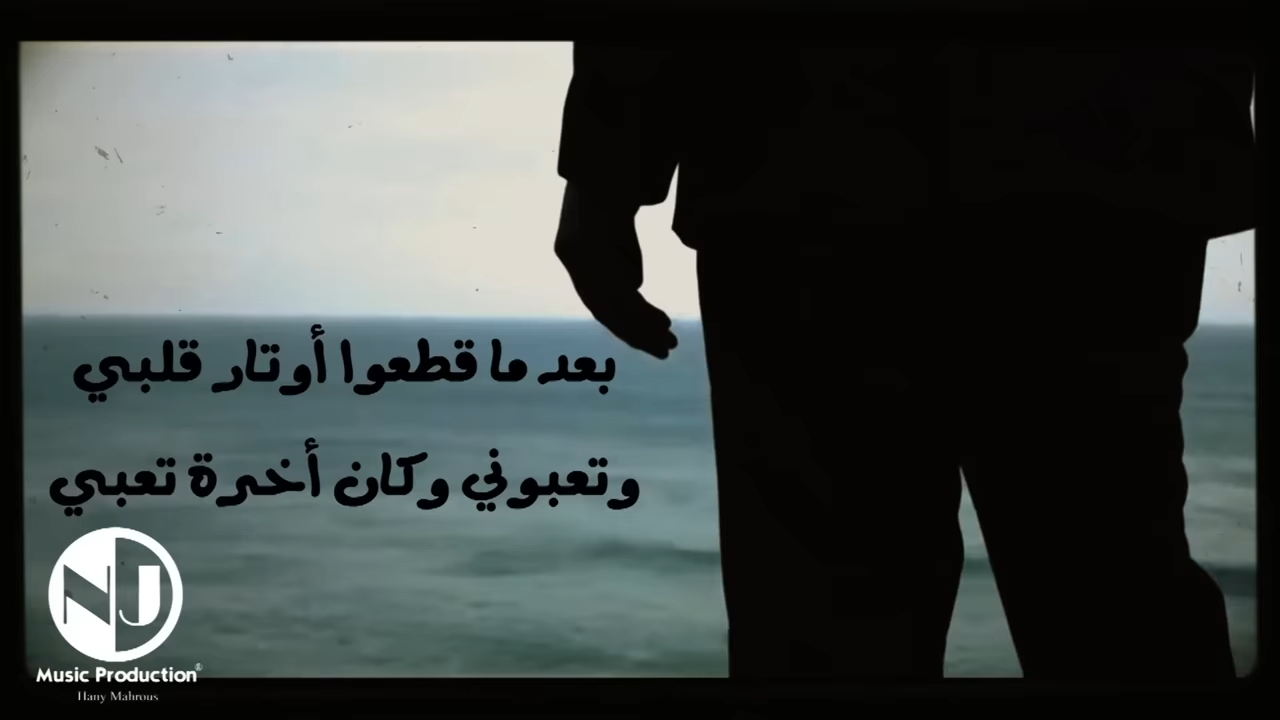 بعد ما قطعوا أوتار قلبي
وتعبوني وكان أخرة تعبي
NJ
Music Production®
Hany Mahrous